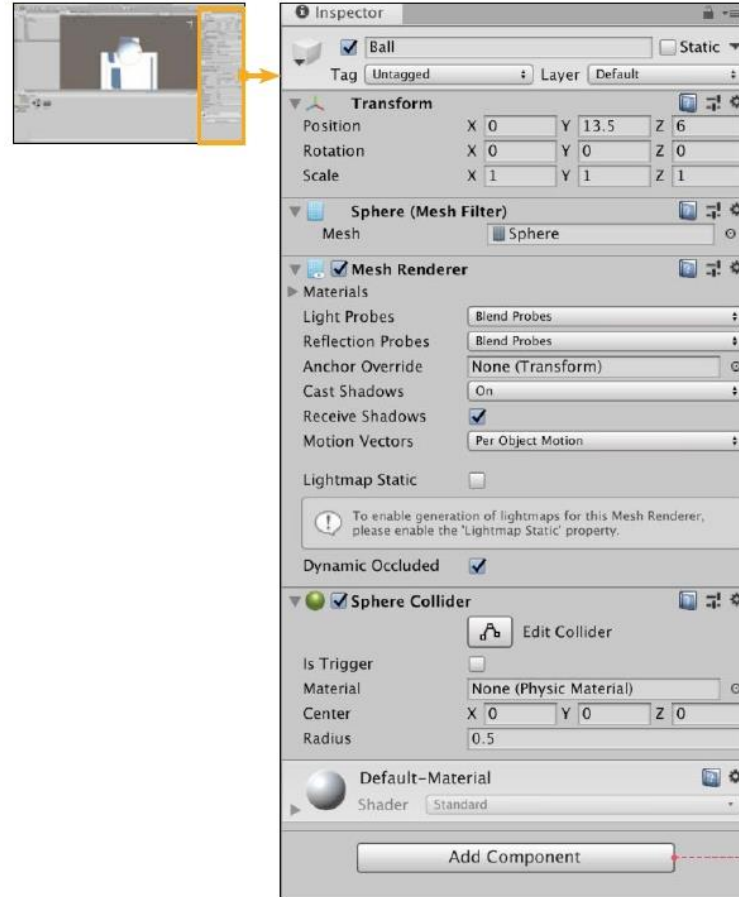 Inspector
Ball Static
Tag Untagged Layer Default
Transform
Position X 0 Y 13.5 Z 6
Rotation X 0 Y 0 Z 0
Scale X 1 Y 1 Z 1
Sphere (Mesh Filter)
Mesh Sphere
Mesh Renderer
Materials
Light Probes Blend Probes
Reflection Probes Blend Probes
Anchor Override None (Transform)
Cast Shadows On
Receive Shadows
Motion Vectors Per Object Motion
Lightmap Static
To enable generation of lightmaps for this Mesh Renderer,
please enable the 'Lightmap Static' property.
Dynamic Occluded
Sphere Collider
Edit Collider
Is Trigger
Material None (Physic Material)
Center X 0 Y 0 Z 0
Radius 0.5
Default-Material
Shader Standard
Add Component